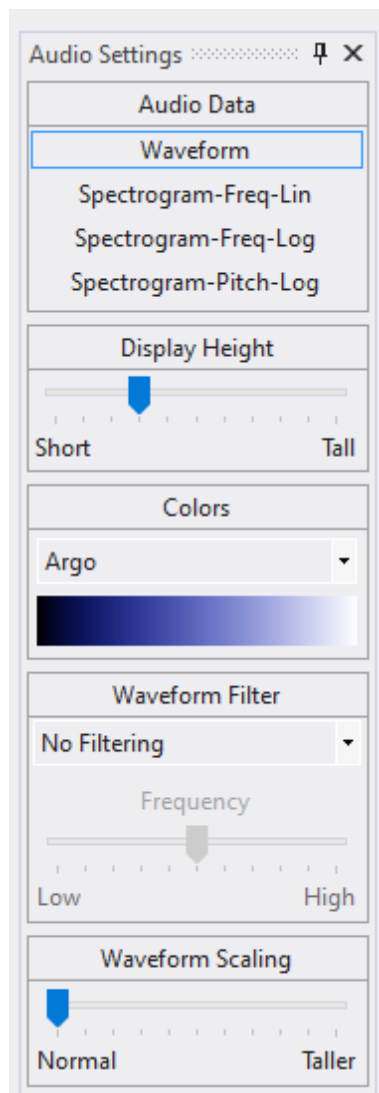 Audio Settings
Audio Data
Waveform
Spectrogram-Freq-Lin
Spectrogram-Freq-Log
Spectrogram-Pitch-Log
Display Height
Short Tall
Colors
Argo
Waveform Filter
No Filtering
Frequency
Low High
Waveform Scaling
Normal Taller